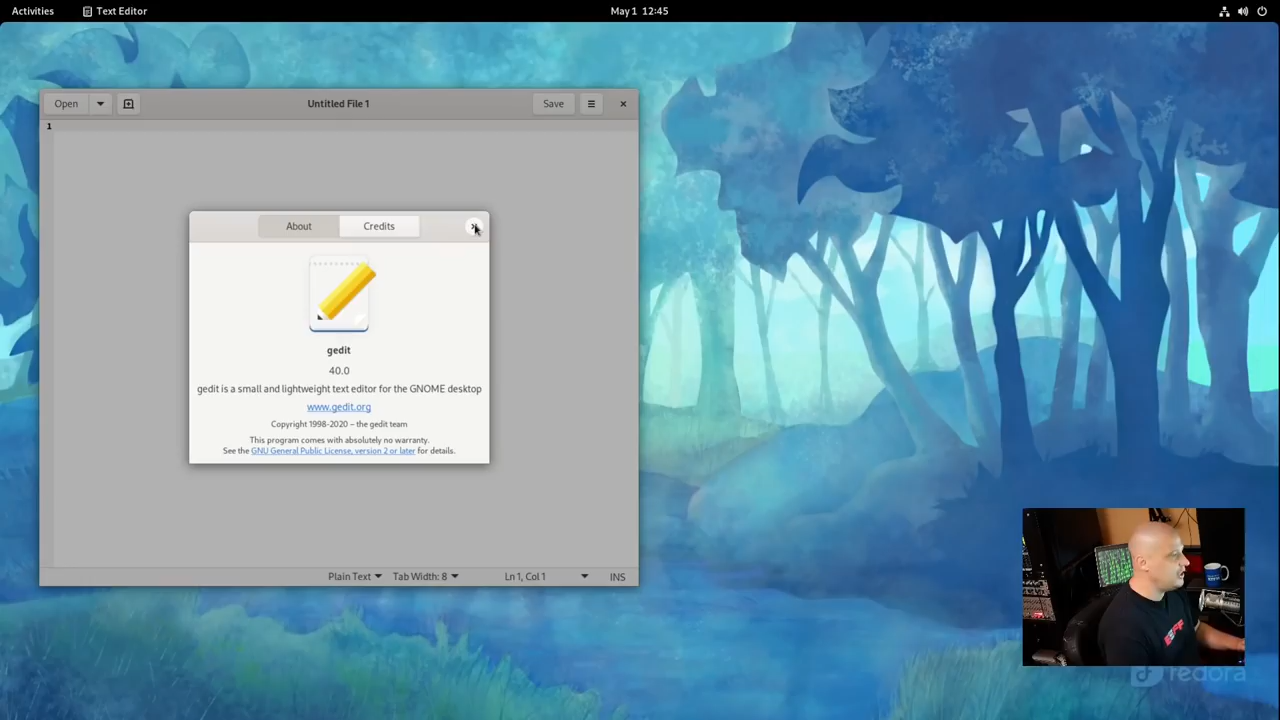 Activities
Text Editor
May 1 12:45
Open
Untitled File 1
Save
1
About
Credits
gedit
40.0
gedit is a small and lightweight text editor for the GNOME desktop
www.gedit.org
Copyright 1998-2020 – the gedit team
This program comes with absolutely no warranty.
See the GNU General Public License, version 2 or later for details.
Plain Text
Tab Width: 8
Ln 1, Col 1
INS
fedora